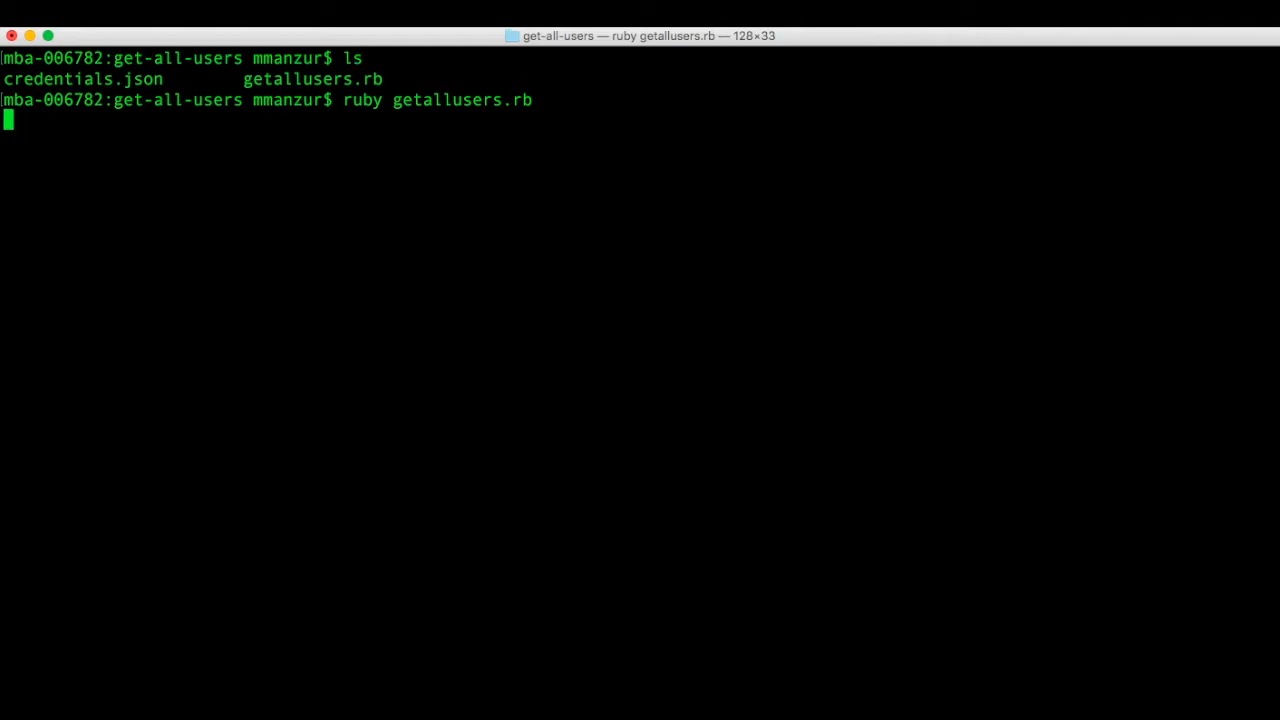 get-all-users — ruby getallusers.rb — 128×33
mba-006782:get-all-users mmanzur$ ls
credentials.json getallusers.rb
mba-006782:get-all-users mmanzur$ ruby getallusers.rb